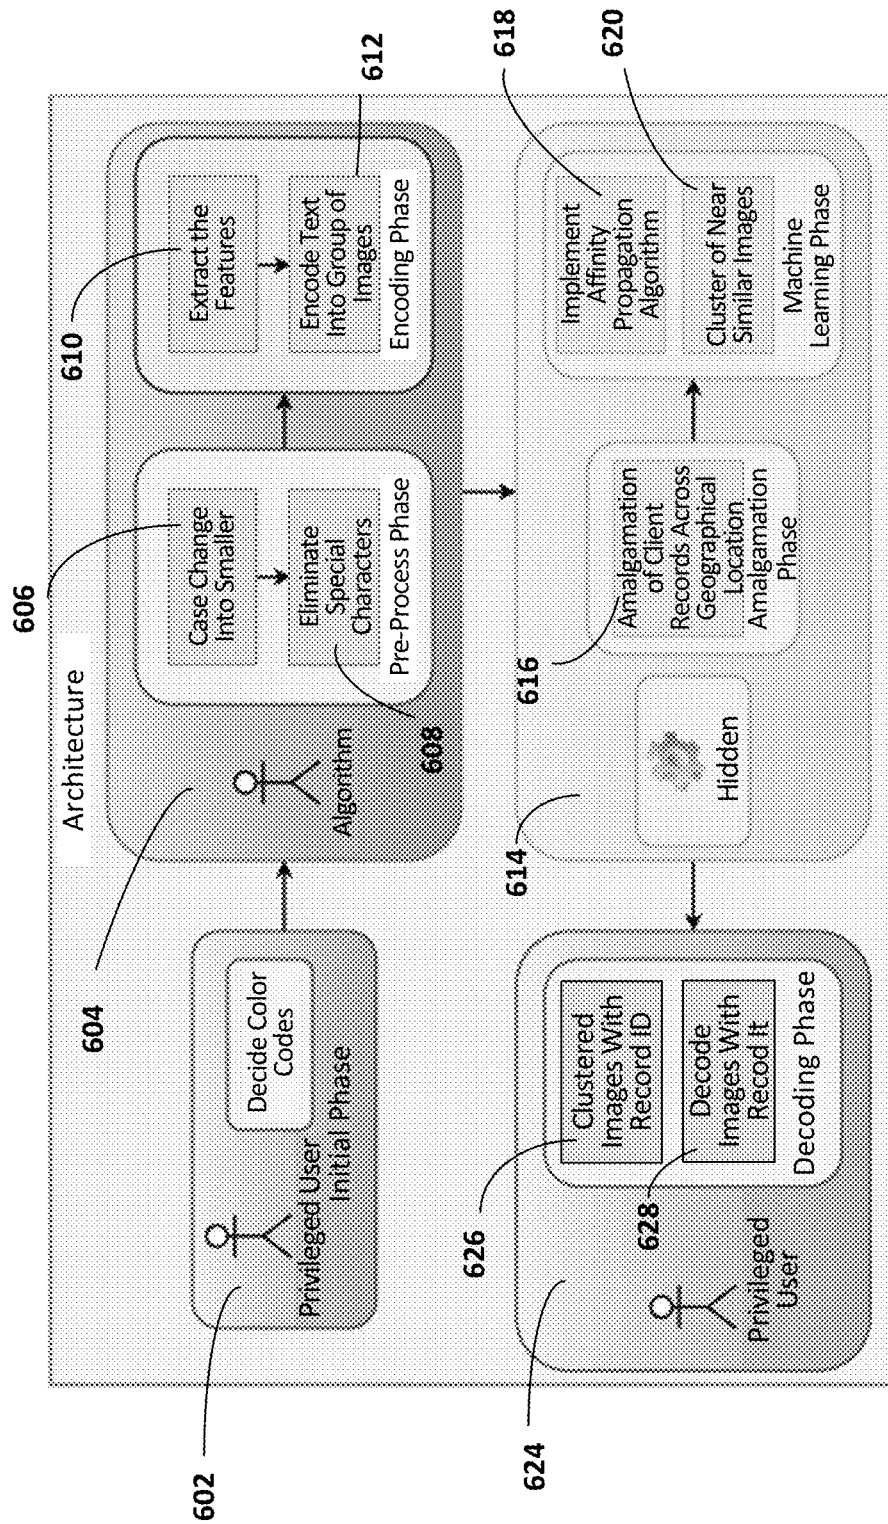 Architecture
602
Privileged User
Initial Phase
Decide Color
Codes
604
Algorithm
606
Case Change
Into Smaller
608
Eliminate
Special
Characters
Pre-Process Phase
610
Extract the
Features
612
Encode Text
Into Group of
Images
Encoding Phase
614
Hidden
616
Amalgamation
of Client
Records Across
Geographical
Location
Amalgamation
Phase
618
Implement
Affinity
Propagation
Algorithm
620
Cluster of Near
Similar Images
Machine
Learning Phase
624
Privileged
User
626
Clustered
Images With
Record ID
628
Decode
Images With
Recod It
Decoding Phase